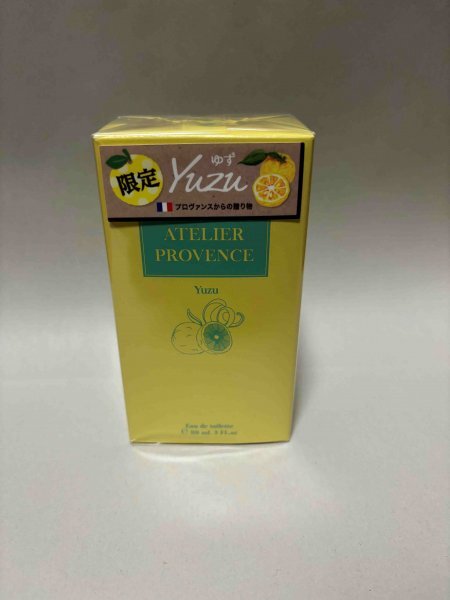 限定
ゆず
Yuzu
プロヴァンスからの贈り物
ATELIER
PROVENCE
Yuzu
Eau de toilette